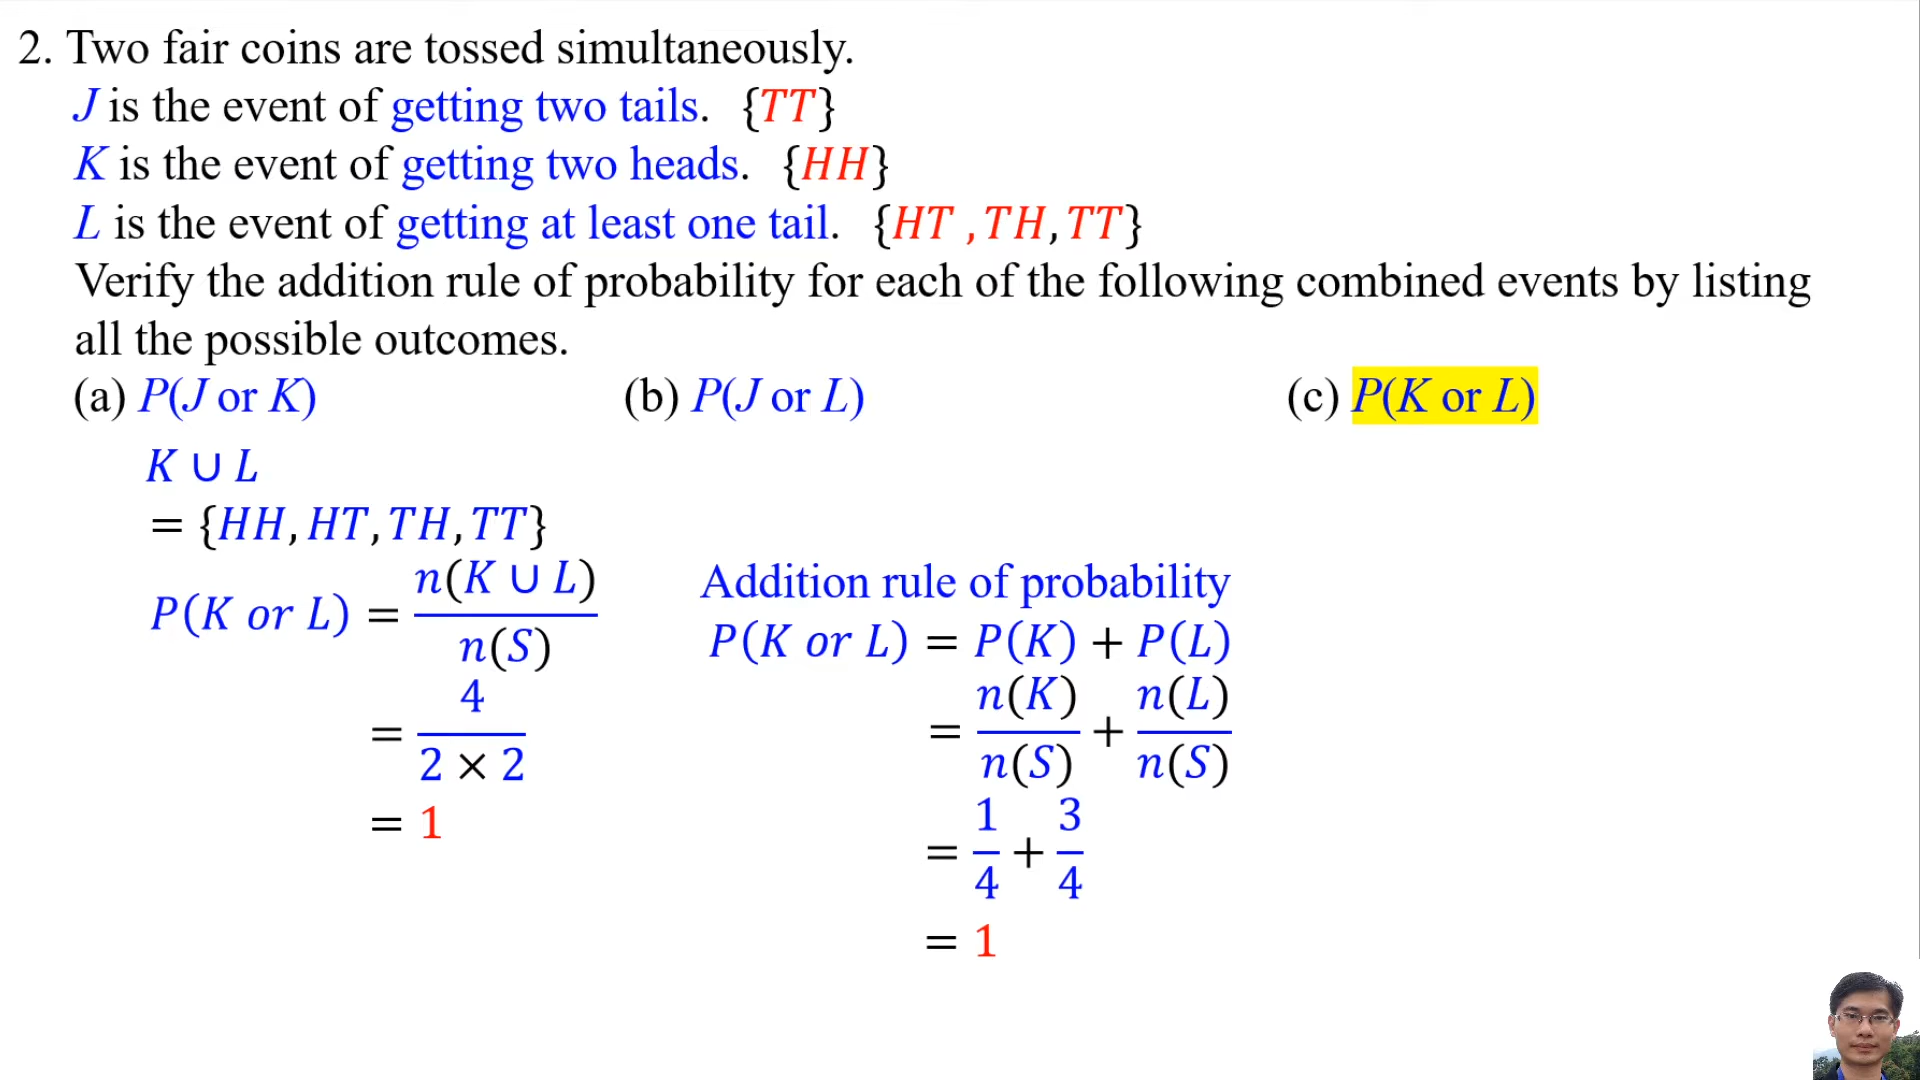 2. Two fair coins are tossed simultaneously.
J is the event of getting two tails. {TT}
K is the event of getting two heads. {HH}
L is the event of getting at least one tail. {HT ,TH,TT}
Verify the addition rule of probability for each of the following combined events by listing
all the possible outcomes.
(a) P(J or K) (b) P(J or L) (c) P(K or L)
K ∪ L
= {HH, HT, TH, TT}
P(K or L) = n(K ∪ L) / n(S)
= 4 / 2 × 2
= 1
Addition rule of probability
P(K or L) = P(K) + P(L)
= n(K) / n(S) + n(L) / n(S)
= 1/4 + 3/4
= 1